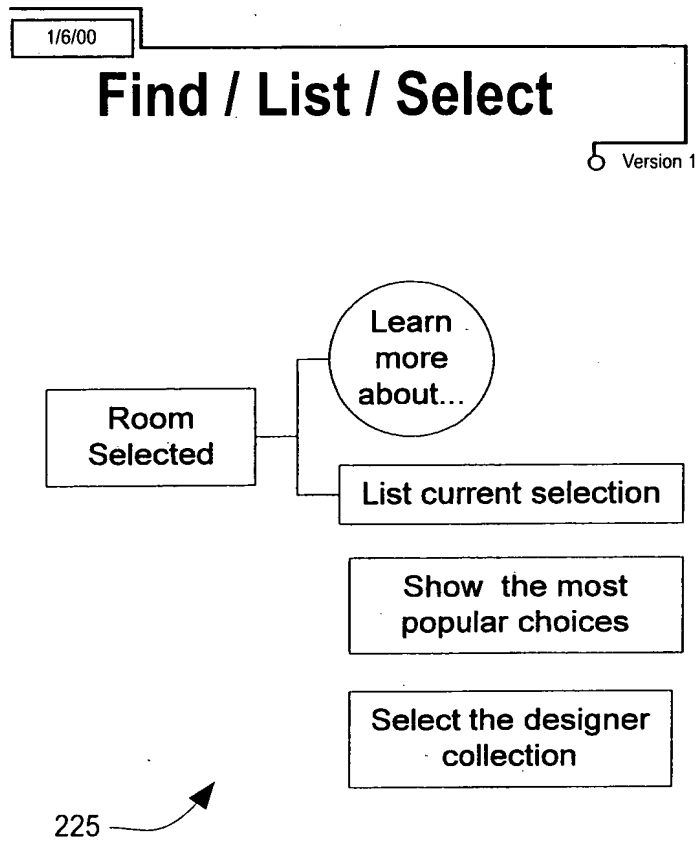 1/6/00
Find / List / Select
Version 1
Learn
more
about...
Room
Selected
List current selection
Show the most
popular choices
Select the designer
collection
225